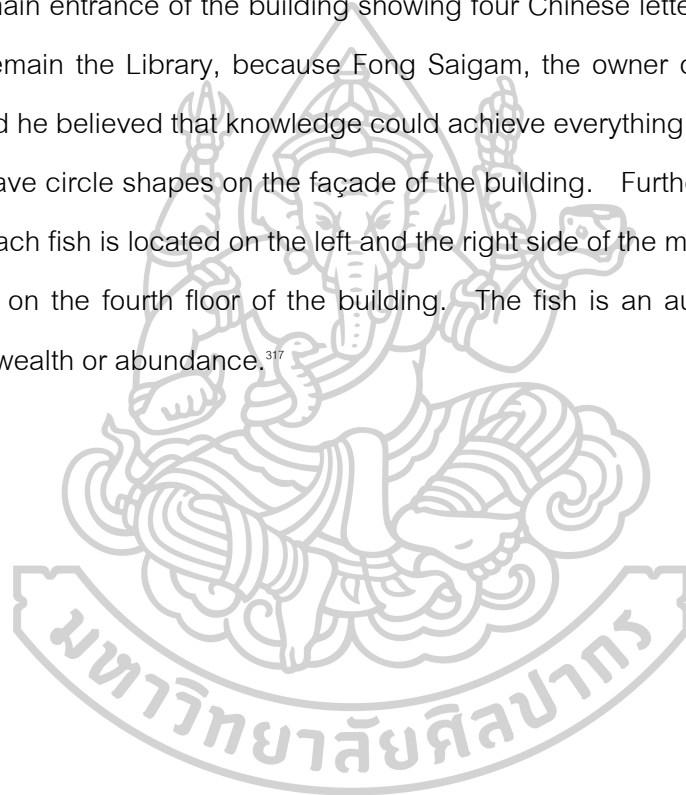 ain entrance of the building showing four Chinese lette
emain the Library, because Fong Saigam, the owner
d he believed that knowledge could achieve everything
ave circle shapes on the façade of the building. Furthe
ach fish is located on the left and the right side of the m
on the fourth floor of the building. The fish is an au
wealth or abundance.317
มหาวิทยาลัยศิลปากร